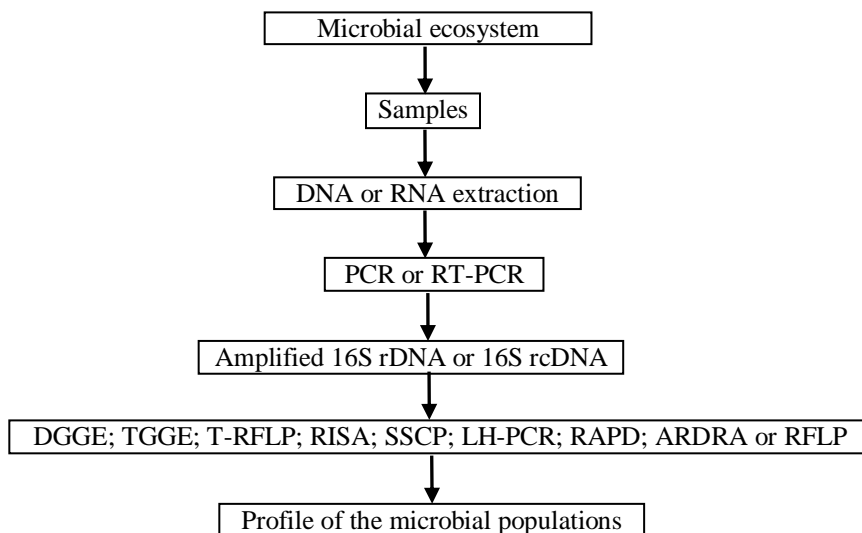 Microbial ecosystem
Samples
DNA or RNA extraction
PCR or RT-PCR
Amplified 16S rDNA or 16S rcDNA
DGGE; TGGE; T-RFLP; RISA; SSCP; LH-PCR; RAPD; ARDRA or RFLP
Profile of the microbial populations